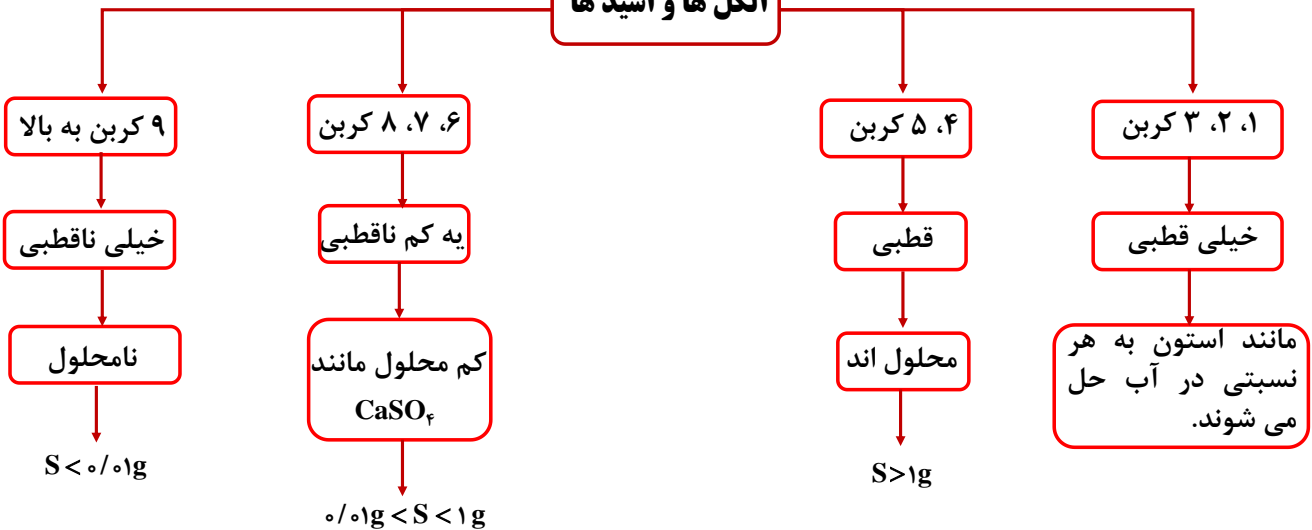 الکل ها و اسید ها
۱، ۲، ۳ کربن
خیلی قطبی
مانند استون به هر
نسبتی در آب حل
می شوند.
۴، ۵ کربن
قطبی
محلول اند
S>۱g
۶، ۷، ۸ کربن
یه کم ناقطبی
کم محلول مانند
CaSO۴
۰/۰۱g < S < ۱g
۹ کربن به بالا
خیلی ناقطبی
نامحلول
S < ۰/۰۱g